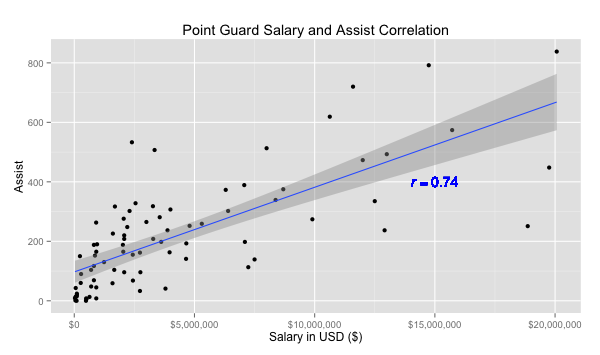 Point Guard Salary and Assist Correlation
800
600
400
200
0
Assist
r = 0.74
$0
$5,000,000
$10,000,000
$15,000,000
$20,000,000
Salary in USD ($)